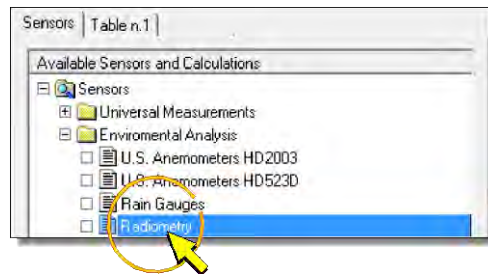 Sensors Table n.1
Available Sensors and Calculations
Sensors
Universal Measurements
Enviromental Analysis
U.S. Anemometers HD2003
U.S. Anemometers HD523D
Rain Gauges
Radiometry